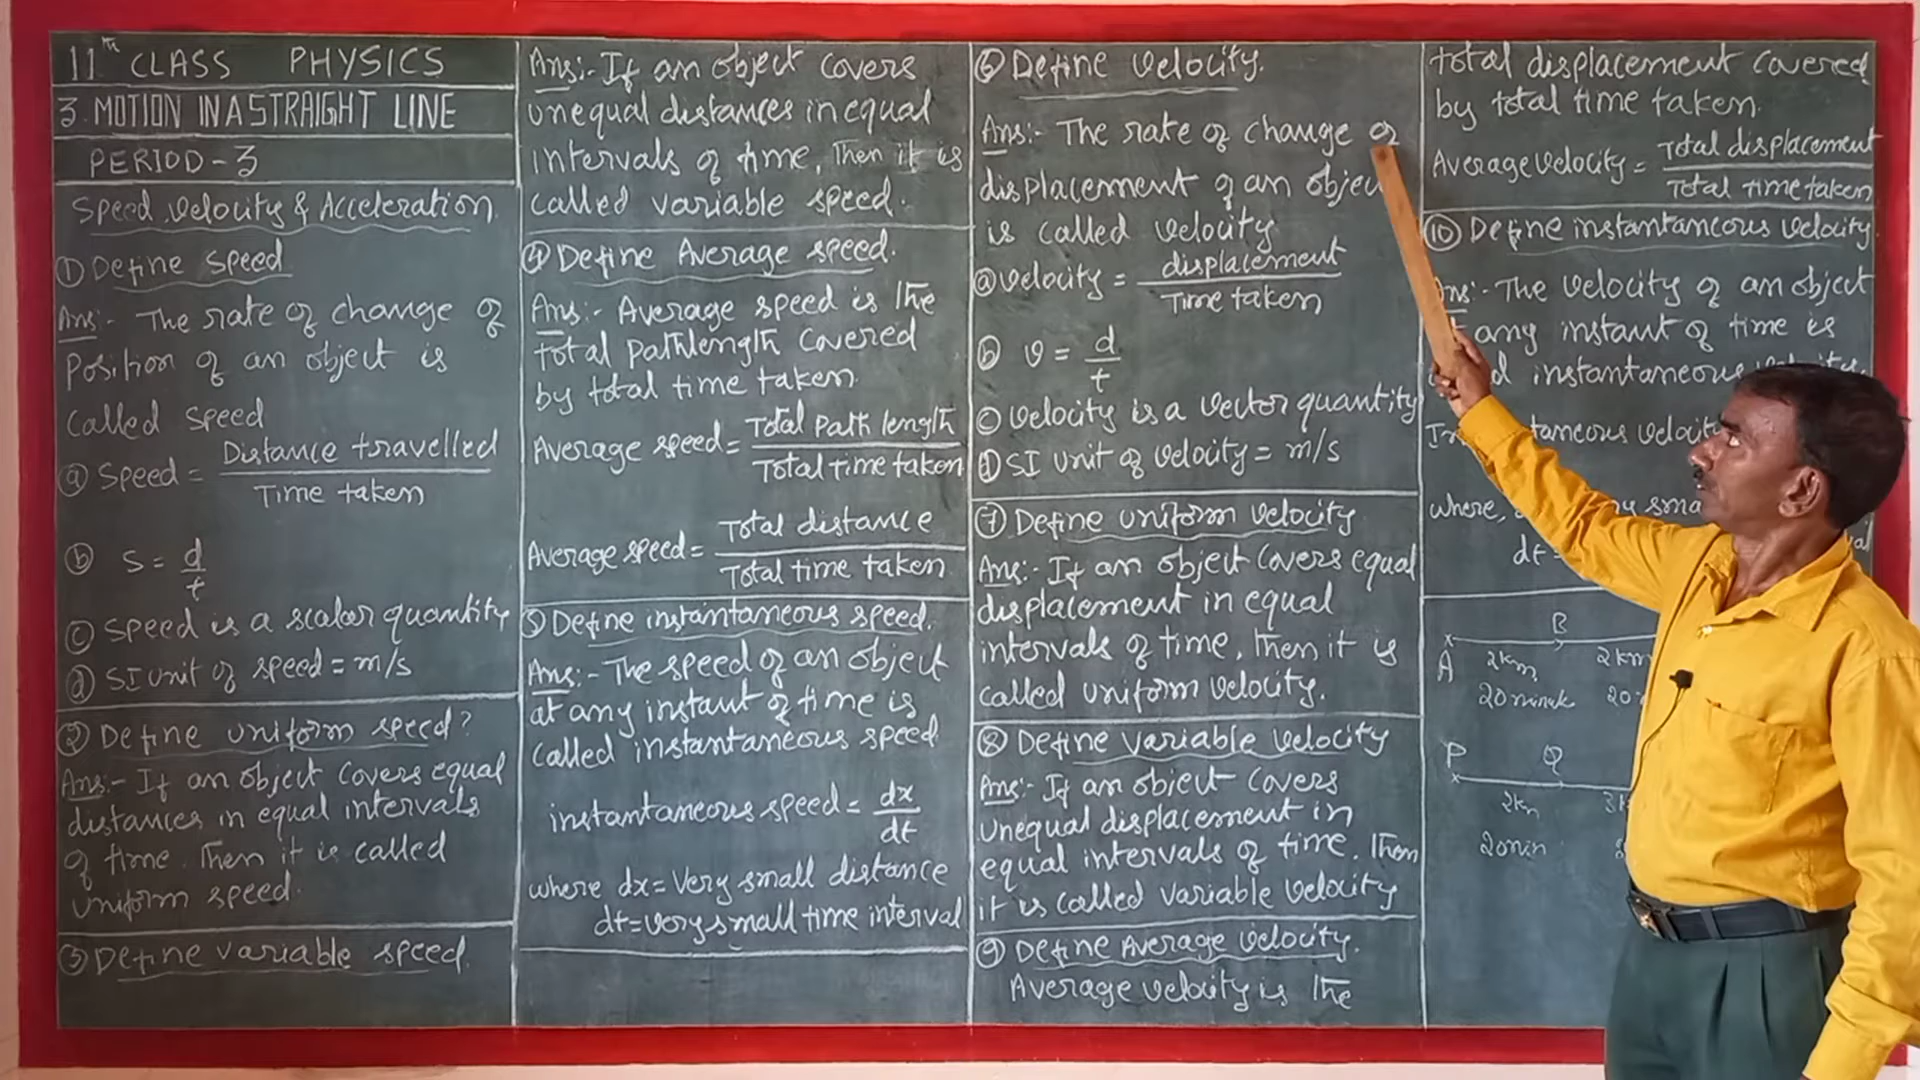 11th CLASS PHYSICS
3. MOTION IN A STRAIGHT LINE
PERIOD-3
Speed, Velocity & Acceleration
① Define speed
Ans:- The rate of change of
Position of an object is
called speed
ⓐ Speed = Distance travelled / Time taken
ⓑ s = d/t
ⓒ Speed is a scalar quantity
ⓓ SI unit of speed = m/s
② Define uniform speed?
Ans:- If an object covers equal
distances in equal intervals
of time. Then it is called
uniform speed.
③ Define variable speed.
Ans:- If an object covers
unequal distances in equal
intervals of time, Then it is
called variable speed.
④ Define Average speed.
Ans:- Average speed is the
total pathlength covered
by total time taken.
Average speed = Total Path length / Total time taken
Average speed = Total distance / Total time taken
⑤ Define instantaneous speed.
Ans:- The speed of an object
at any instant of time is
called instantaneous speed
instantaneous speed = dx/dt
where dx = Very small distance
dt = very small time interval
⑥ Define Velocity.
Ans:- The rate of change of
displacement of an objec
is called velocity
ⓐ velocity = displacement / Time taken
ⓑ v = d/t
ⓒ velocity is a vector quantity
ⓓ SI unit of velocity = m/s
⑦ Define uniform velocity
Ans:- If an object covers equal
displacement in equal
intervals of time, Then it is
called uniform velocity.
⑧ Define variable velocity
Ans:- If an object covers
unequal displacement in
equal intervals of time. Then
it is called variable velocity
⑨ Define Average velocity.
Average velocity is the
total displacement covered
by total time taken.
Average velocity = Total displacement / Total time taken
⑩ Define instantaneous velocity.
Ans:- The velocity of an object
any instant of time is
instantaneous
where,
dt =
B
A 2km 2km
20 minute
P Q
2km
20min